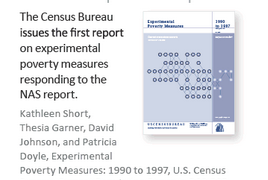 The Census Bureau
issues the first report
on experimental
poverty measures
responding to the
NAS report.
Kathleen Short,
Thesia Garner, David
Johnson, and Patricia
Doyle, Experimental
Poverty Measures: 1990 to 1997, U.S. Census
Experimental
Poverty Measures
1990
to 1997